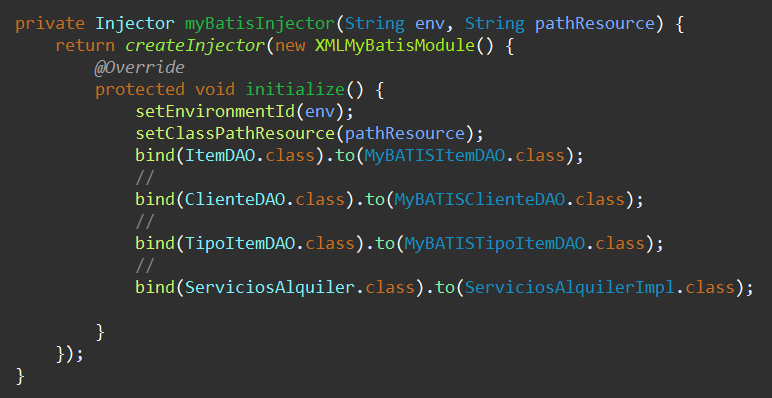 private Injector myBatisInjector(String env, String pathResource) {
    return createInjector(new XMLMyBatisModule() {
        @Override
        protected void initialize() {
            setEnvironmentId(env);
            setClassPathResource(pathResource);
            bind(ItemDAO.class).to(MyBATISItemDAO.class);
            //
            bind(ClienteDAO.class).to(MyBATISClienteDAO.class);
            //
            bind(TipoItemDAO.class).to(MyBATISTipoItemDAO.class);
            //
            bind(ServiciosAlquiler.class).to(ServiciosAlquilerImpl.class);

        }
    });
}